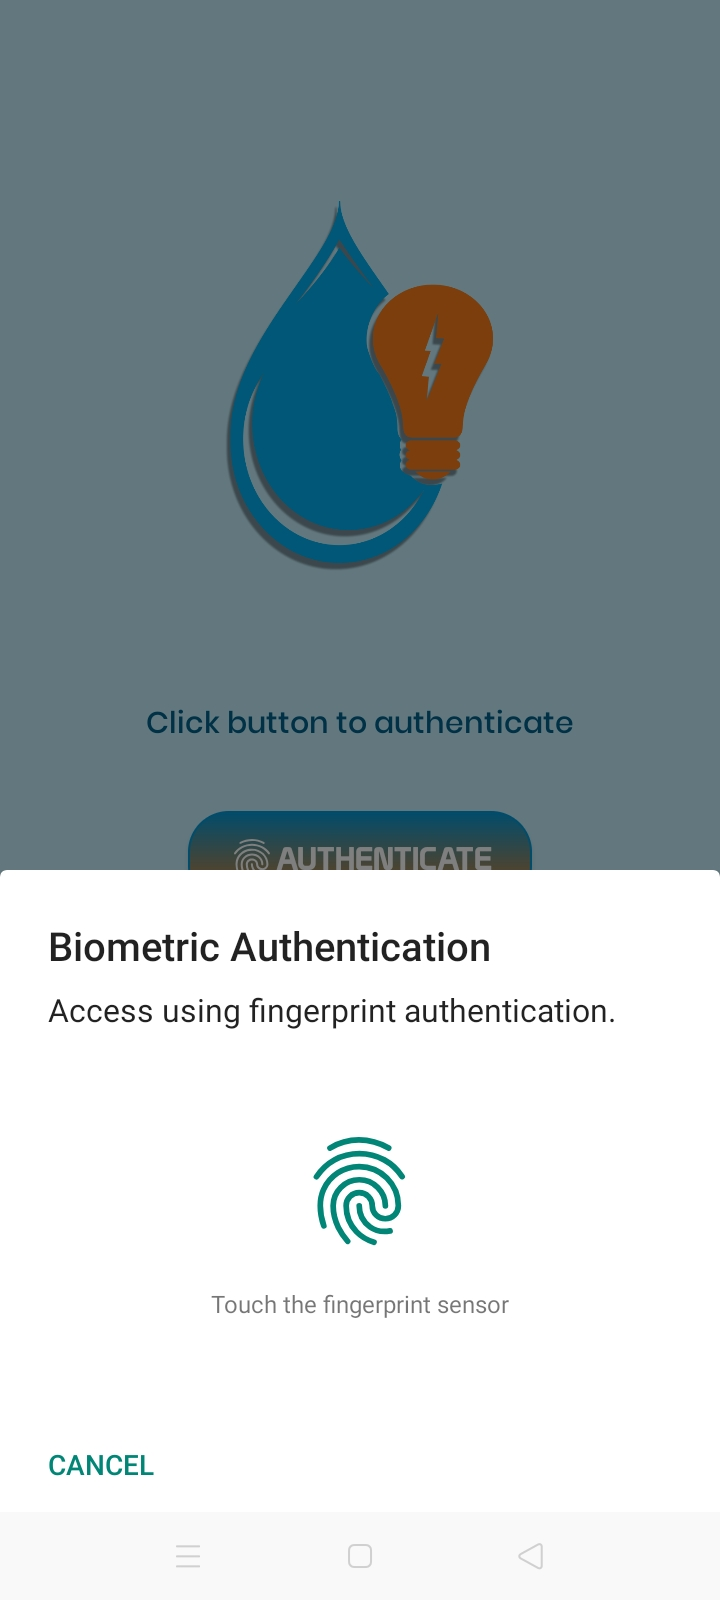 Click button to authenticate
AUTHENTICATE
Biometric Authentication
Access using fingerprint authentication.
Touch the fingerprint sensor
CANCEL